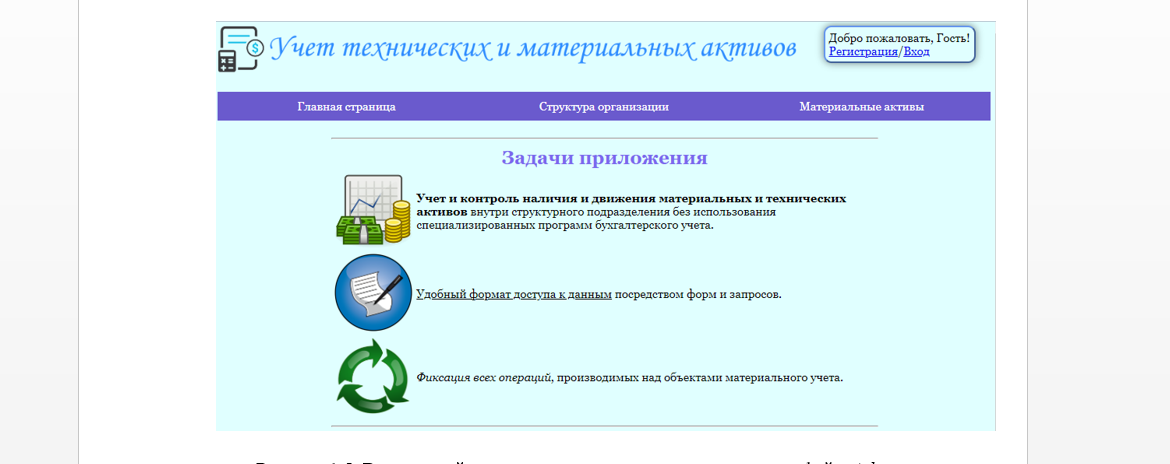 Учет технических и материальных активов
Добро пожаловать, Гость!
Регистрация/Вход
Главная страница
Структура организации
Материальные активы
Задачи приложения
Учет и контроль наличия и движения материальных и технических
активов внутри структурного подразделения без использования
специализированных программ бухгалтерского учета.
Удобный формат доступа к данным посредством форм и запросов.
Фиксация всех операций, производимых над объектами материального учета.